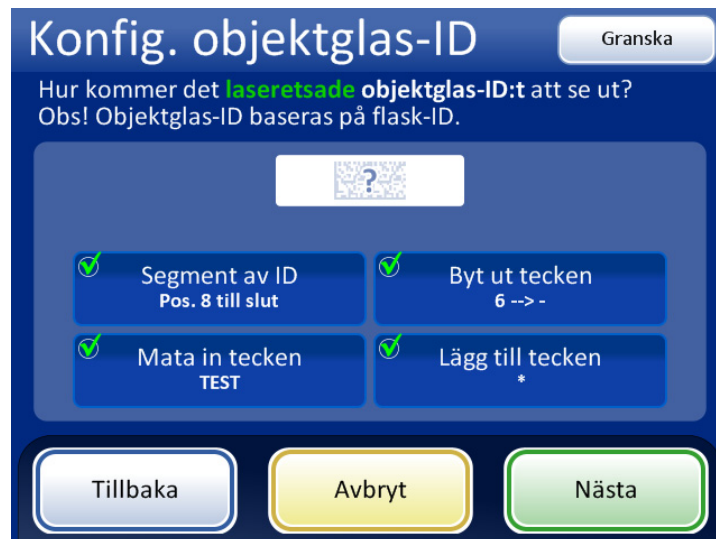 Konfig. objektglas-ID
Granska
Hur kommer det laseretsade objektglas-ID:t att se ut?
Obs! Objektglas-ID baseras på flask-ID.
?
Segment av ID
Pos. 8 till slut
Byt ut tecken
6 --> -
Mata in tecken
TEST
Lägg till tecken
*
Tillbaka
Avbryt
Nästa